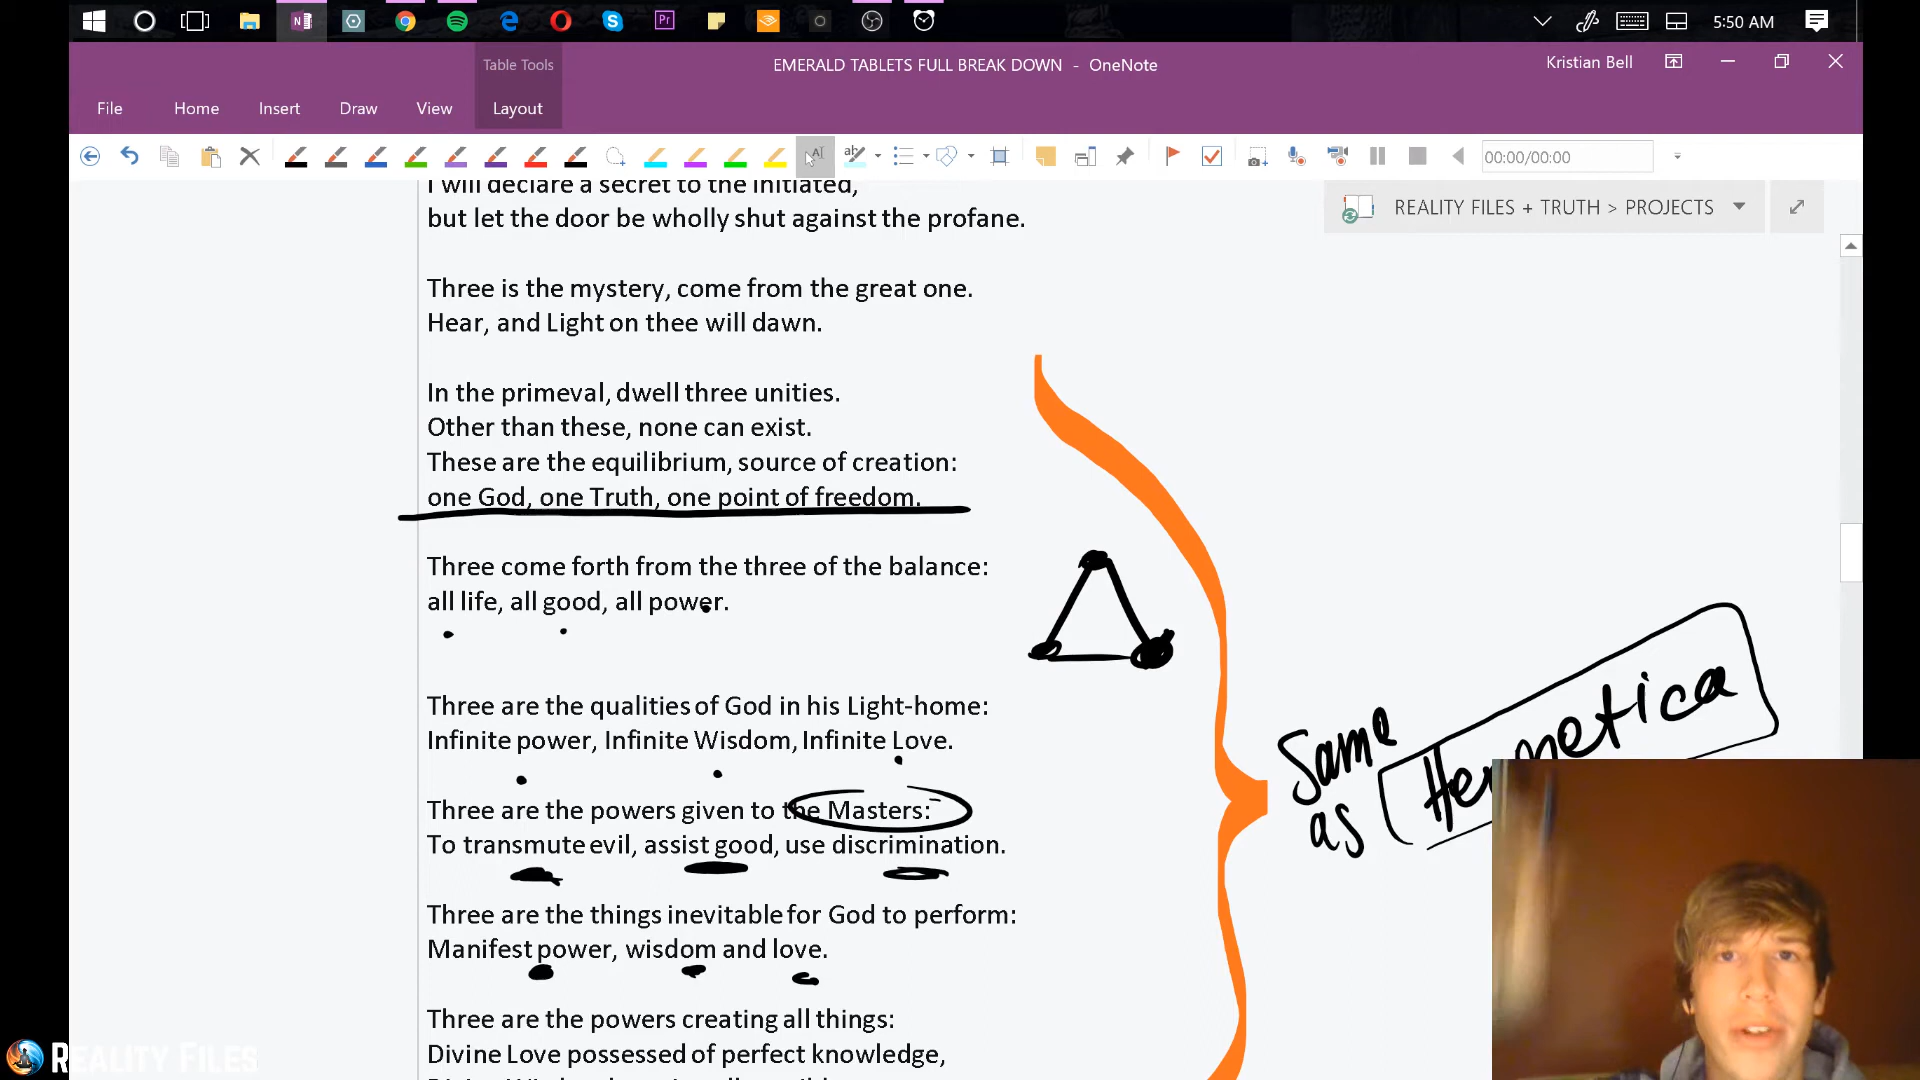 5:50 AM
Table Tools
EMERALD TABLETS FULL BREAK DOWN - OneNote
Kristian Bell
File
Home
Insert
Draw
View
Layout
00:00/00:00
REALITY FILES + TRUTH > PROJECTS
I will declare a secret to the initiated,
but let the door be wholly shut against the profane.
Three is the mystery, come from the great one.
Hear, and Light on thee will dawn.
In the primeval, dwell three unities.
Other than these, none can exist.
These are the equilibrium, source of creation:
one God, one Truth, one point of freedom.
Three come forth from the three of the balance:
all life, all good, all power.
Three are the qualities of God in his Light-home:
Infinite power, Infinite Wisdom, Infinite Love.
Three are the powers given to the Masters:
To transmute evil, assist good, use discrimination.
Three are the things inevitable for God to perform:
Manifest power, wisdom and love.
Three are the powers creating all things:
Divine Love possessed of perfect knowledge,
Same
as
Hermetica
REALITY FILES